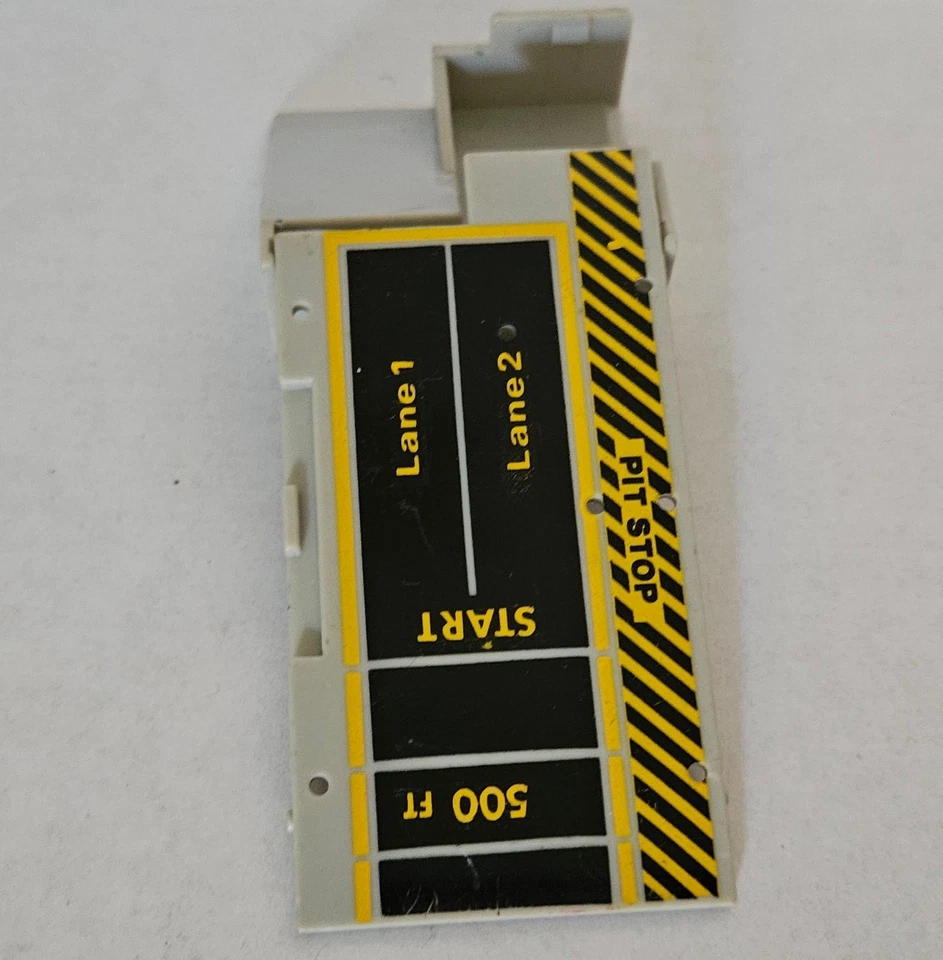 Lane 1
Lane 2
PIT STOP
START
500 FT